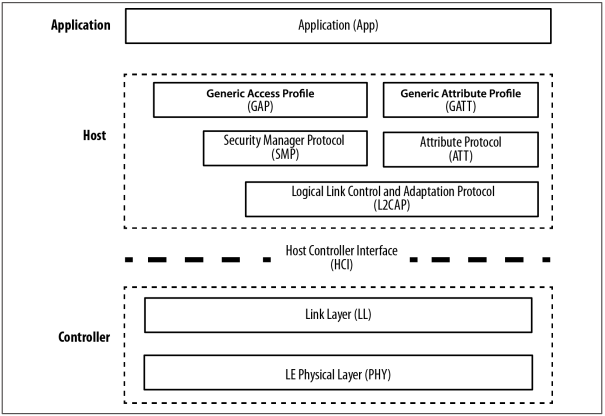 Application
Application (App)
Host
Generic Access Profile
(GAP)
Generic Attribute Profile
(GATT)
Security Manager Protocol
(SMP)
Attribute Protocol
(ATT)
Logical Link Control and Adaptation Protocol
(L2CAP)
Host Controller Interface
(HCI)
Controller
Link Layer (LL)
LE Physical Layer (PHY)